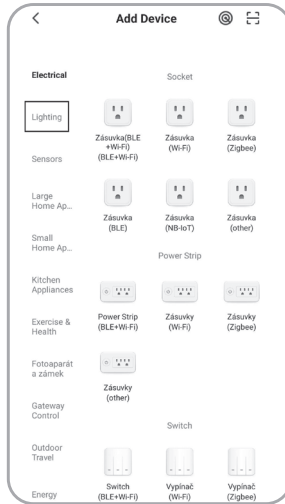 Add Device
Electrical
Lighting
Sensors
Large
Home Ap...
Small
Home Ap...
Kitchen
Appliances
Exercise &
Health
Fotoaparát
a zámek
Gateway
Control
Outdoor
Travel
Energy
Socket
Zásuvka(BLE
+Wi-Fi)
(BLE+Wi-Fi)
Zásuvka
(Wi-Fi)
Zásuvka
(Zigbee)
Zásuvka
(BLE)
Zásuvka
(NB-IoT)
Zásuvka
(other)
Power Strip
Power Strip
(BLE+Wi-Fi)
Zásuvky
(Wi-Fi)
Zásuvky
(Zigbee)
Zásuvky
(other)
Switch
Switch
(BLE+Wi-Fi)
Vypínač
(Wi-Fi)
Vypínač
(Zigbee)